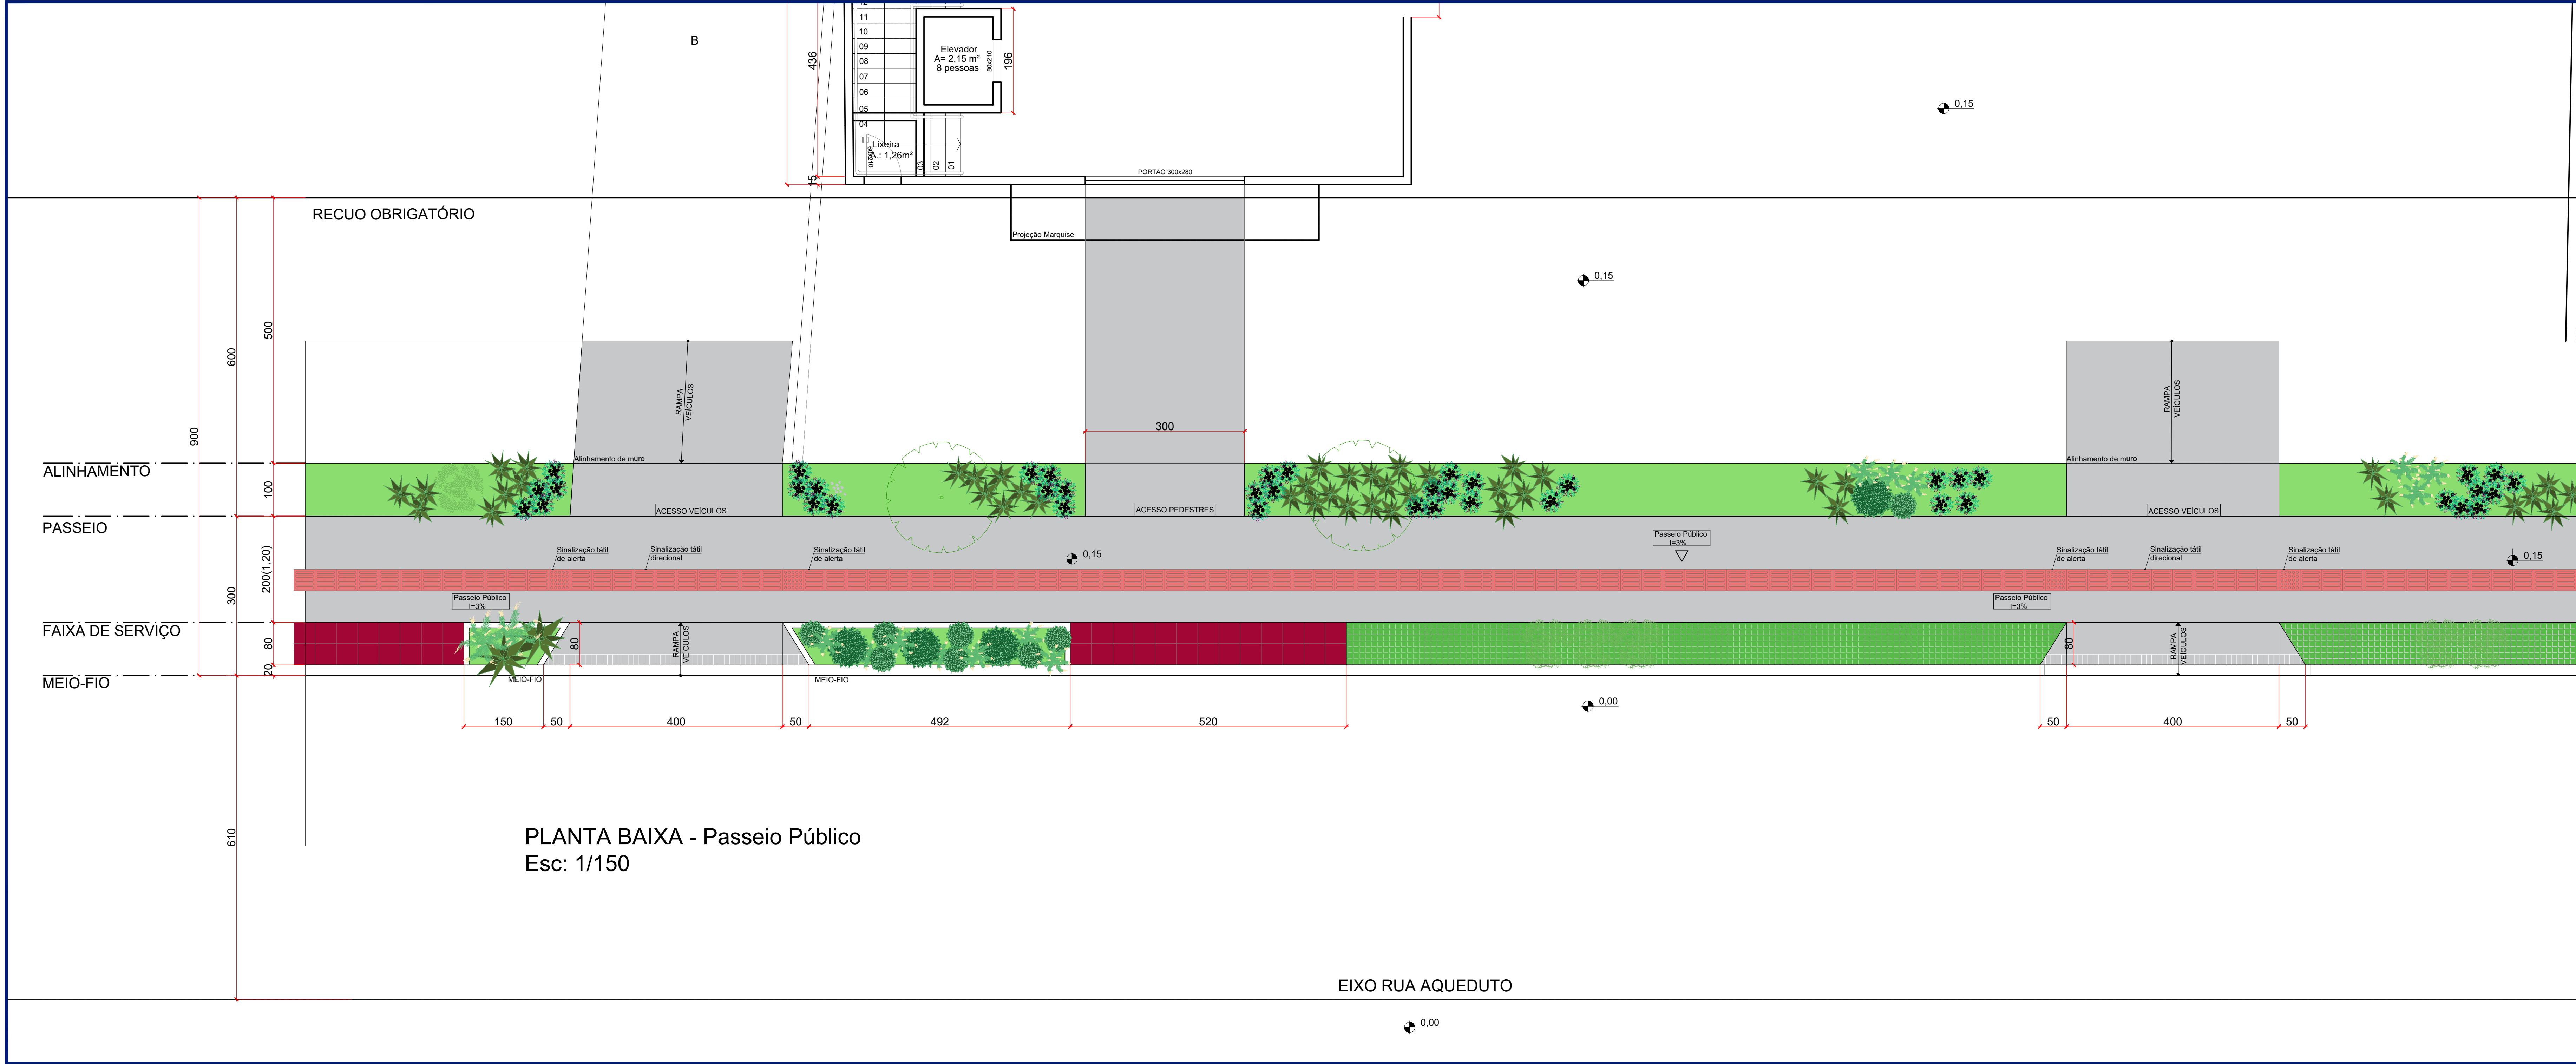 12
11
10
09
08
07
06
05
04
B
436
Elevador
A= 2,15 m²
8 pessoas
80x210
196
0,15
Lixeira
A.: 1,26m²
03
02
01
15
PORTÃO 300x280
RECUO OBRIGATÓRIO
Projeção Marquise
0,15
500
600
900
RAMPA
VEÍCULOS
RAMPA
VEÍCULOS
300
ALINHAMENTO
Alinhamento de muro
Alinhamento de muro
100
ACESSO VEÍCULOS
ACESSO PEDESTRES
ACESSO VEÍCULOS
PASSEIO
200(1,20)
Sinalização tátil
de alerta
Sinalização tátil
direcional
Sinalização tátil
de alerta
0,15
Passeio Público
I=3%
Sinalização tátil
de alerta
Sinalização tátil
direcional
Sinalização tátil
de alerta
0,15
300
Passeio Público
I=3%
Passeio Público
I=3%
FAIXA DE SERVIÇO
80
80
RAMPA
VEÍCULOS
80
RAMPA
VEÍCULOS
20
MEIO-FIO
MEIO-FIO
MEIO-FIO
0,00
150
50
400
50
492
520
50
400
50
610
PLANTA BAIXA - Passeio Público
Esc: 1/150
EIXO RUA AQUEDUTO
0,00